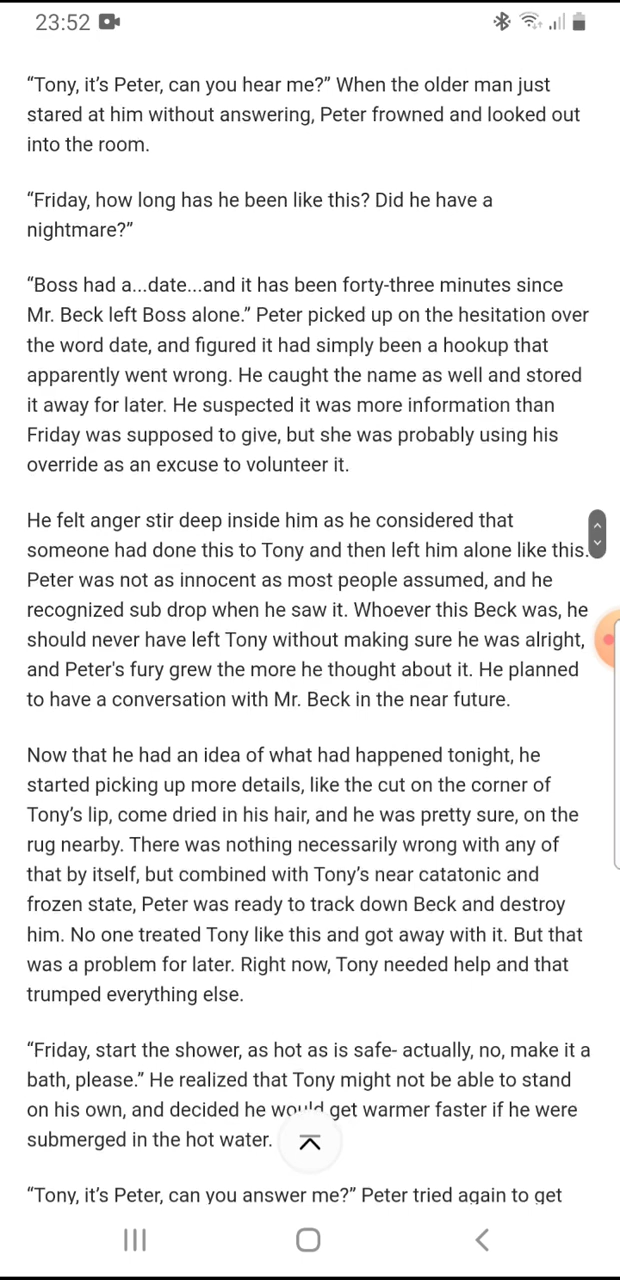 23:52
“Tony, it’s Peter, can you hear me?” When the older man just
stared at him without answering, Peter frowned and looked out
into the room.
“Friday, how long has he been like this? Did he have a
nightmare?”
“Boss had a...date...and it has been forty-three minutes since
Mr. Beck left Boss alone.” Peter picked up on the hesitation over
the word date, and figured it had simply been a hookup that
apparently went wrong. He caught the name as well and stored
it away for later. He suspected it was more information than
Friday was supposed to give, but she was probably using his
override as an excuse to volunteer it.
He felt anger stir deep inside him as he considered that
someone had done this to Tony and then left him alone like this.
Peter was not as innocent as most people assumed, and he
recognized sub drop when he saw it. Whoever this Beck was, he
should never have left Tony without making sure he was alright,
and Peter's fury grew the more he thought about it. He planned
to have a conversation with Mr. Beck in the near future.
Now that he had an idea of what had happened tonight, he
started picking up more details, like the cut on the corner of
Tony’s lip, come dried in his hair, and he was pretty sure, on the
rug nearby. There was nothing necessarily wrong with any of
that by itself, but combined with Tony’s near catatonic and
frozen state, Peter was ready to track down Beck and destroy
him. No one treated Tony like this and got away with it. But that
was a problem for later. Right now, Tony needed help and that
trumped everything else.
“Friday, start the shower, as hot as is safe- actually, no, make it a
bath, please.” He realized that Tony might not be able to stand
on his own, and decided he would get warmer faster if he were
submerged in the hot water.
“Tony, it’s Peter, can you answer me?” Peter tried again to get